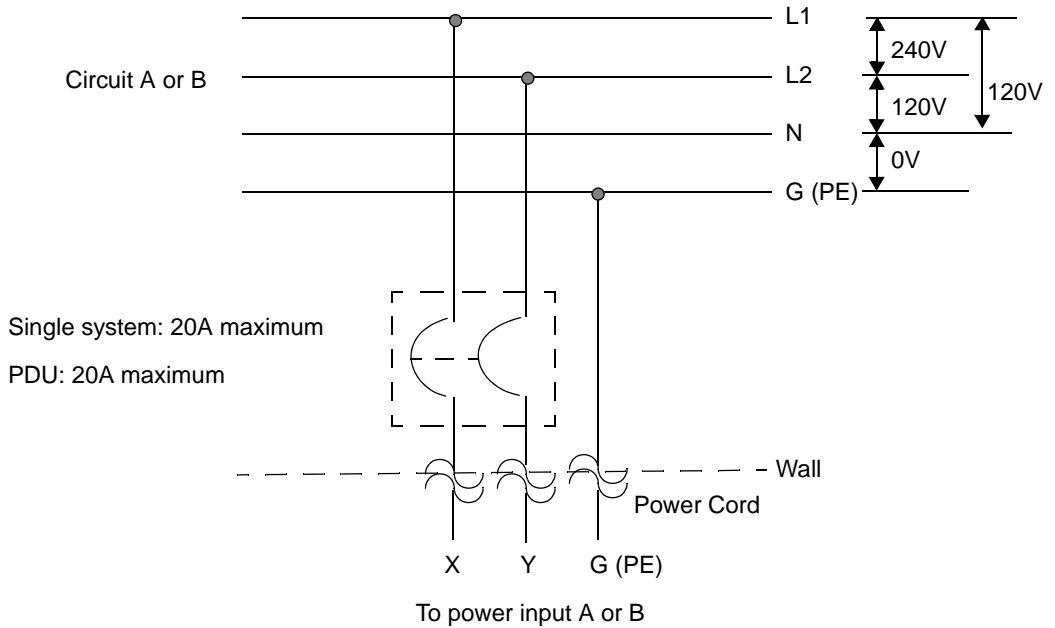 L1
240V
Circuit A or B
L2
120V
120V
N
0V
G (PE)
Single system: 20A maximum
PDU: 20A maximum
Wall
Power Cord
X Y G (PE)
To power input A or B